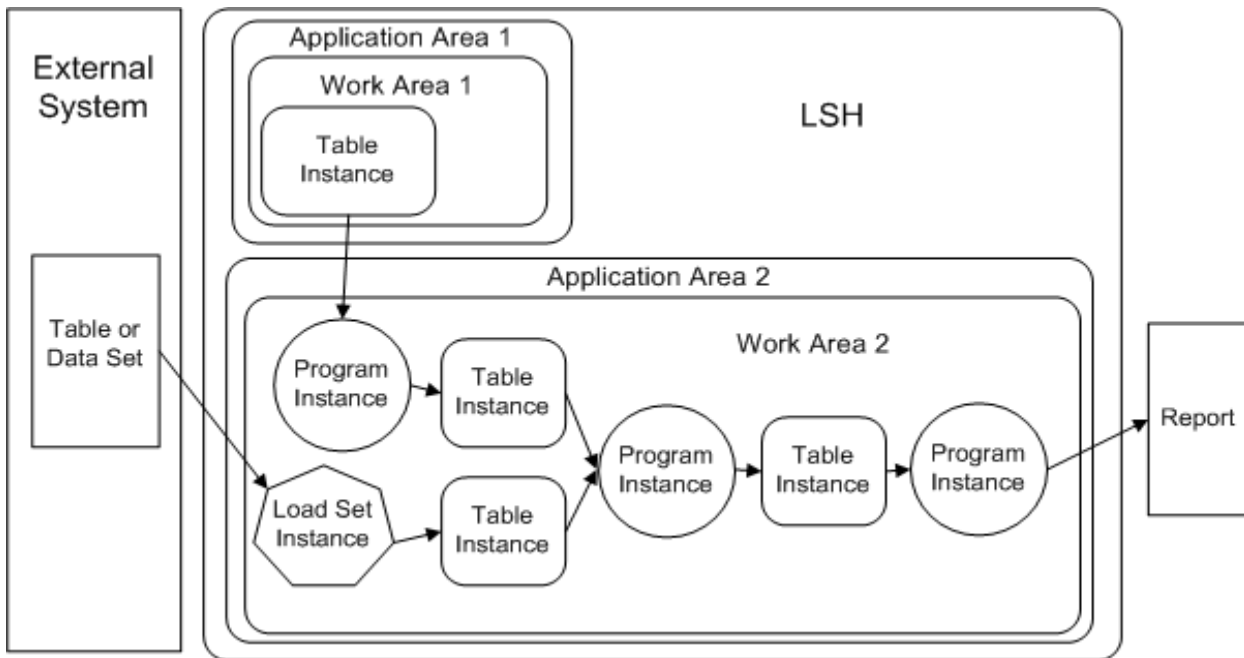 External
System
Table or
Data Set
LSH
Application Area 1
Work Area 1
Table
Instance
Application Area 2
Work Area 2
Program
Instance
Table
Instance
Load Set
Instance
Table
Instance
Program
Instance
Table
Instance
Program
Instance
Report